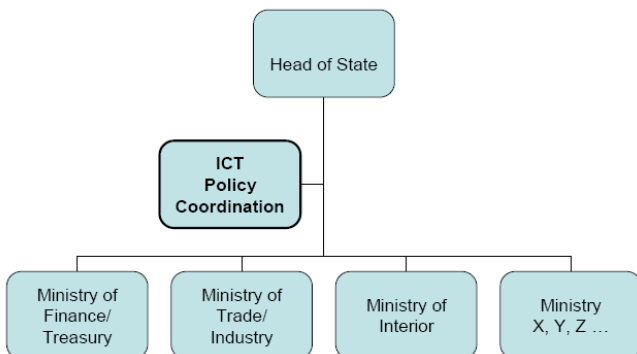 Head of State
ICT
Policy
Coordination
Ministry of
Finance/
Treasury
Ministry of
Trade/
Industry
Ministry of
Interior
Ministry
X, Y, Z ...